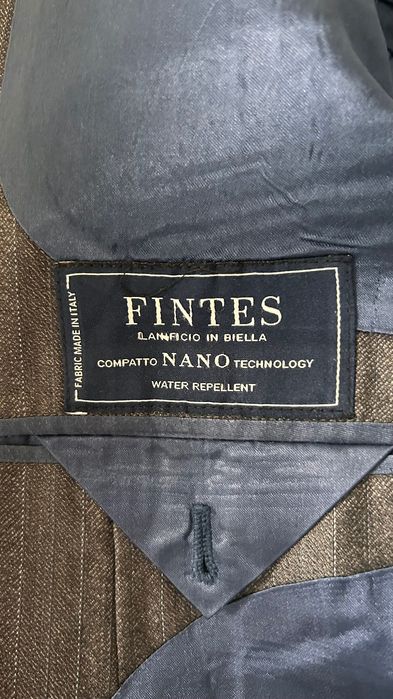 FABRIC MADE IN ITALY
FINTES
LANIFICIO IN BIELLA
COMPATTO NANO TECHNOLOGY
WATER REPELLENT